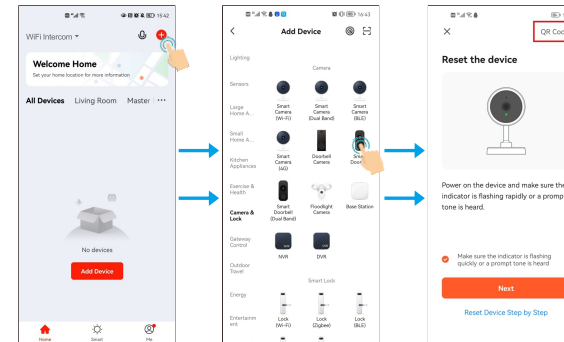 15:42
WiFi Intercom
Welcome Home
Set your home location for more information
All Devices Living Room Master ...
No devices
Add Device
Home Smart Me
16:43
Add Device
Lighting
Sensors
Large
Home A...
Small
Home A...
Kitchen
Appliances
Exercise &
Health
Camera &
Lock
Gateway
Control
Outdoor
Travel
Energy
Entertainm
ent
Camera
Smart
Camera
(Wi-Fi)
Smart
Camera
(Dual Band)
Smart
Camera
(BLE)
Smart
Camera
(4G)
Doorbell
Camera
Smart
Doorbell
(Dual Band)
Floodlight
Camera
Base Station
NVR
DVR
Smart Lock
Lock
(Wi-Fi)
Lock
(Zigbee)
Lock
(BLE)
QR Cod
Reset the device
Power on the device and make sure the
indicator is flashing rapidly or a promp
tone is heard.
Make sure the indicator is flashing
quickly or a prompt tone is heard
Next
Reset Device Step by Step